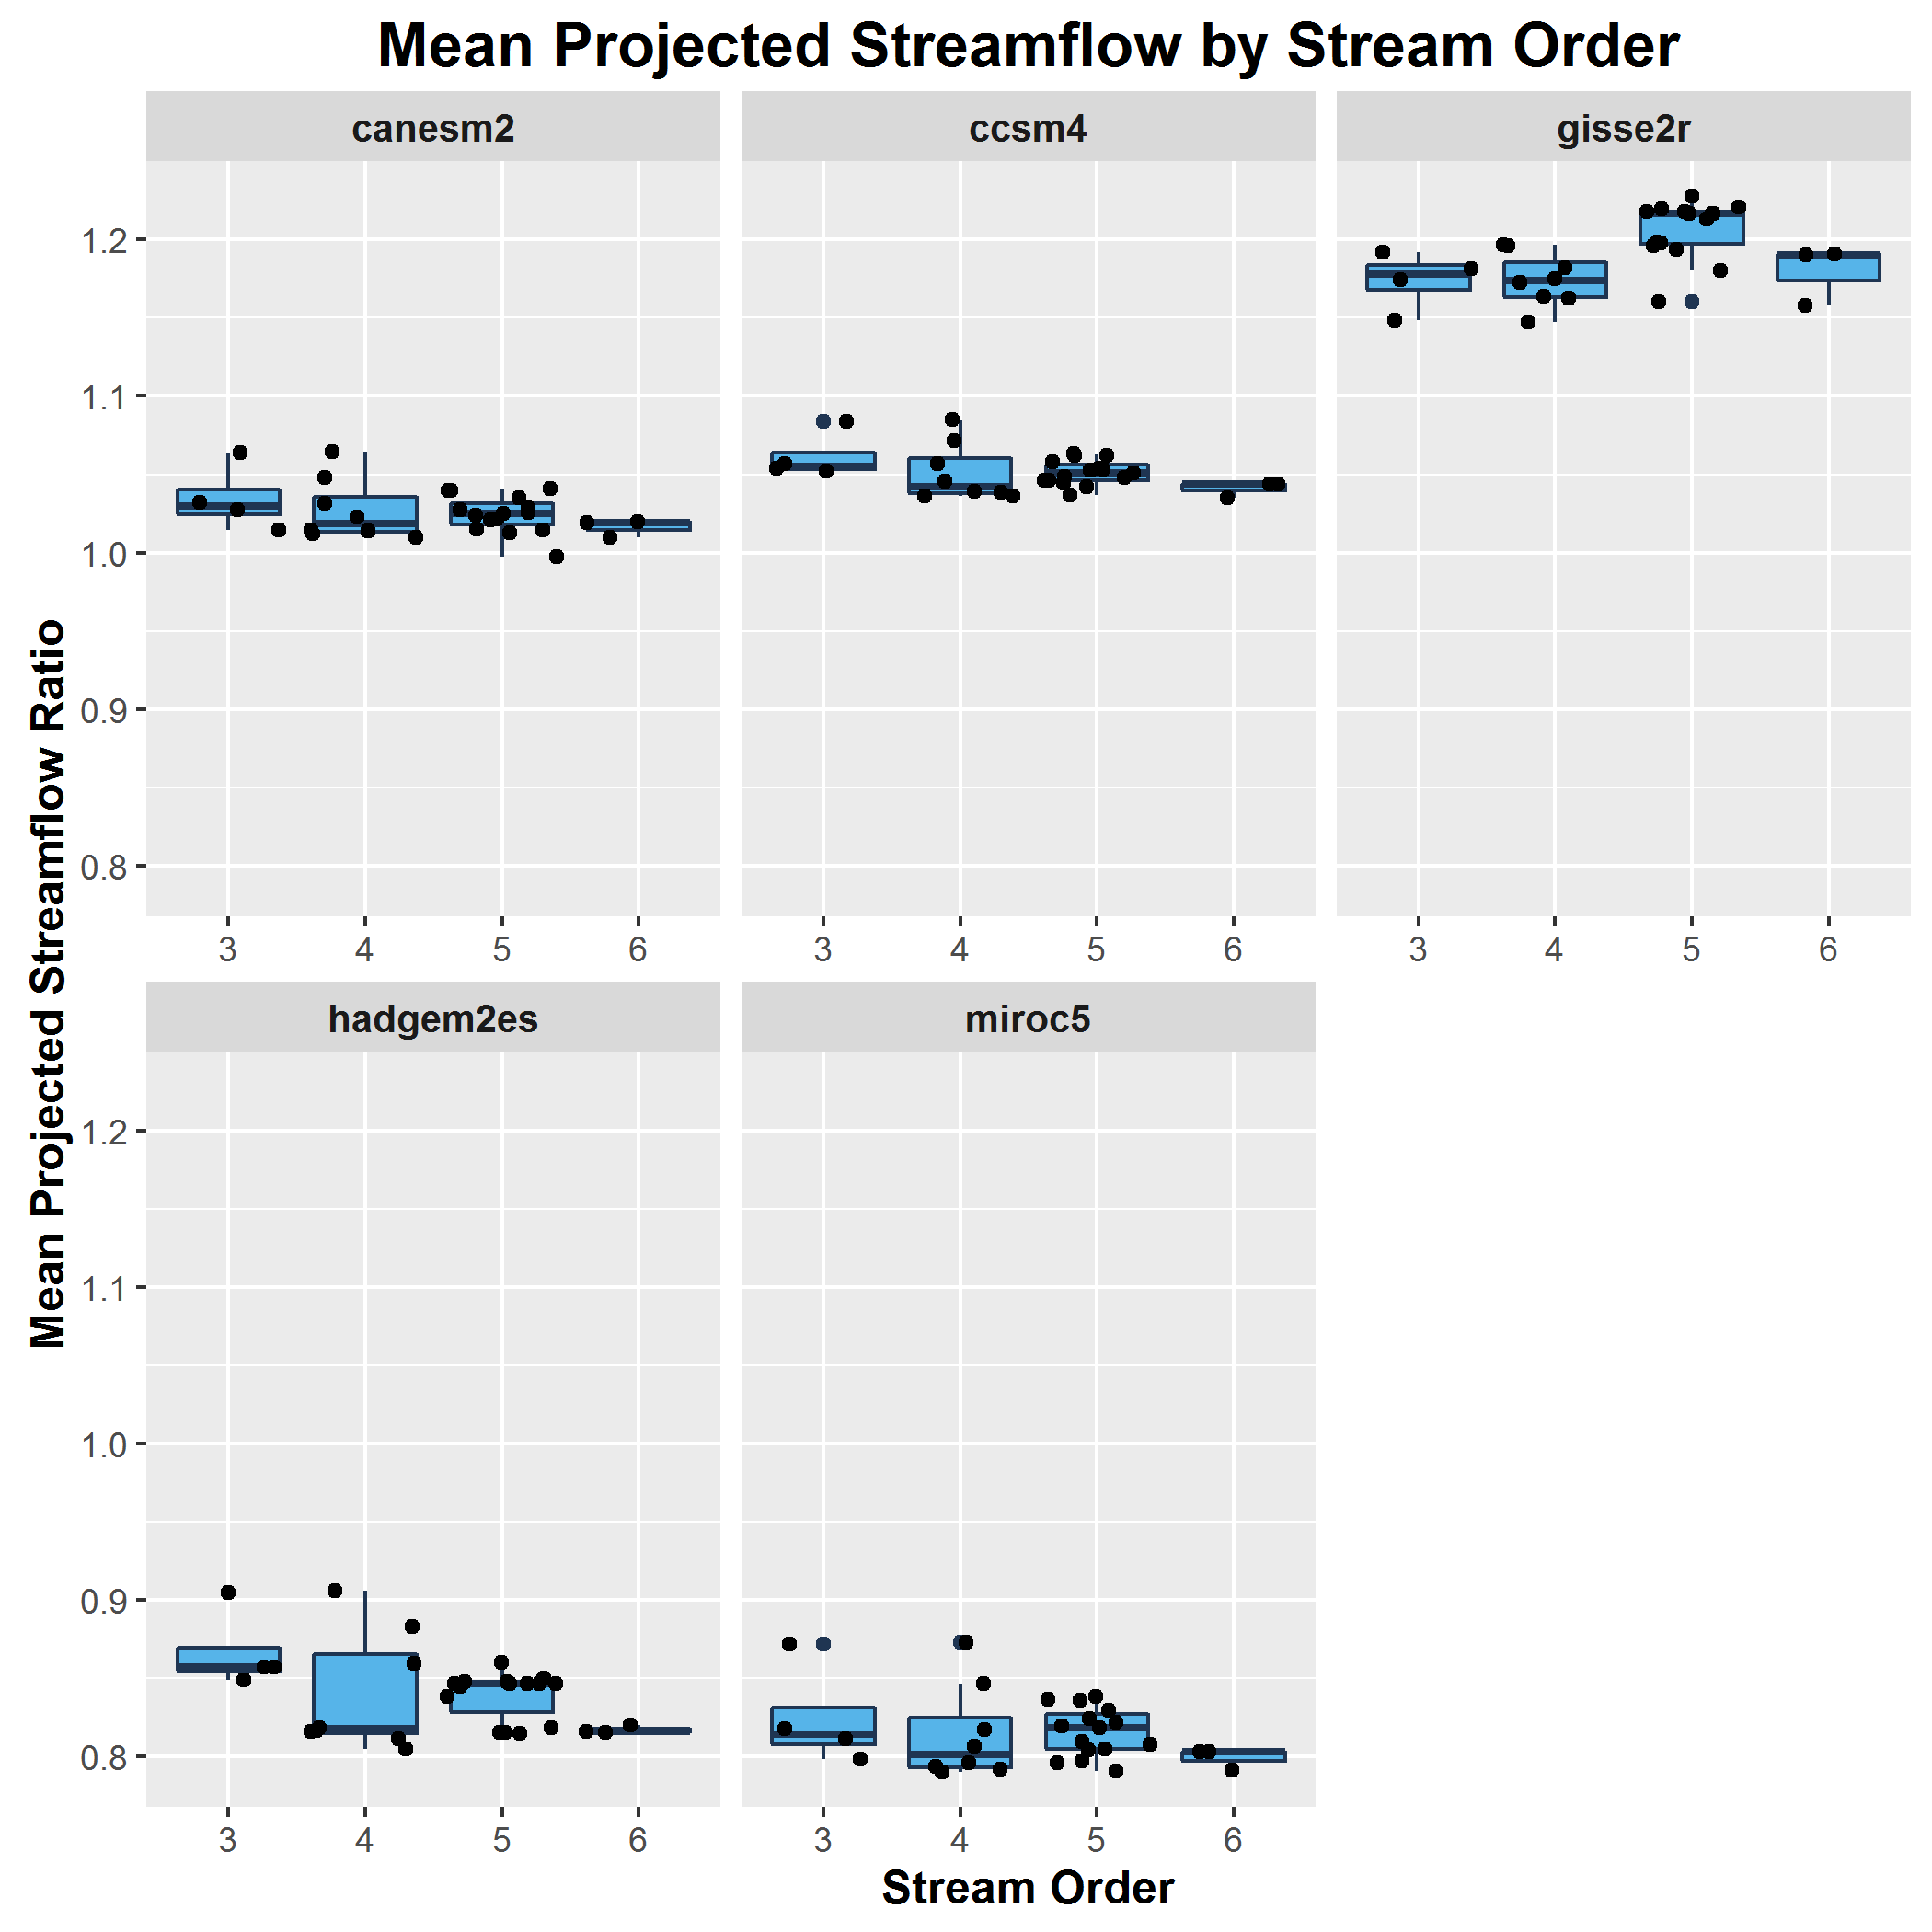 Mean Projected Streamflow by Stream Order
canesm2
ccsm4
gisse2r
1.2
1.1
1.0
0.9
0.8
3 4 5 6
3 4 5 6
3 4 5 6
Mean Projected Streamflow Ratio
hadgem2es
miroc5
1.2
1.1
1.0
0.9
0.8
3 4 5 6
3 4 5 6
Stream Order